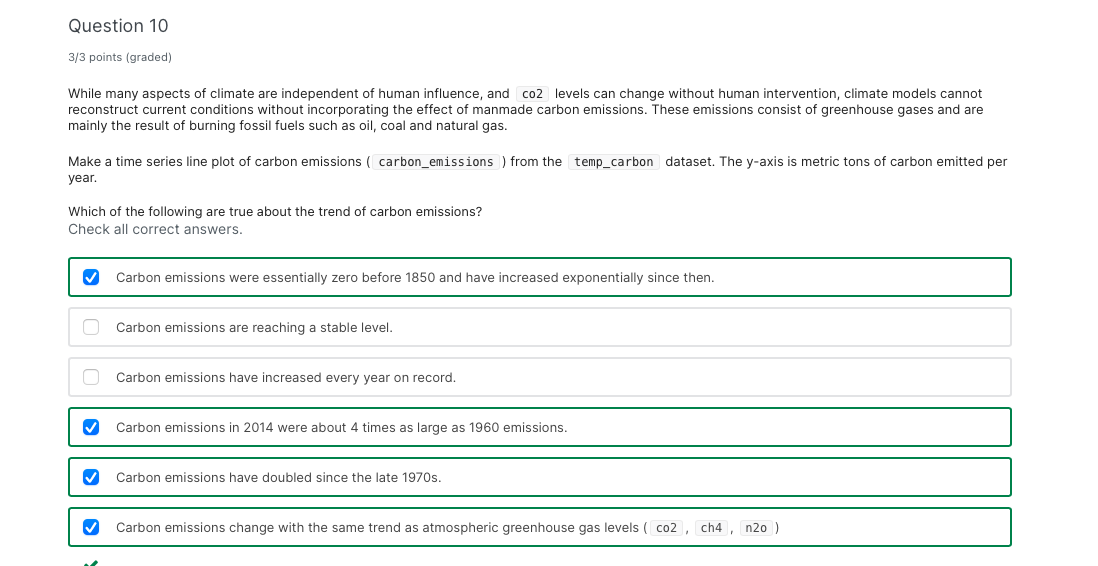 Question 10
3/3 points (graded)
While many aspects of climate are independent of human influence, and co2 levels can change without human intervention, climate models cannot
reconstruct current conditions without incorporating the effect of manmade carbon emissions. These emissions consist of greenhouse gases and are
mainly the result of burning fossil fuels such as oil, coal and natural gas.
Make a time series line plot of carbon emissions ( carbon_emissions ) from the temp_carbon dataset. The y-axis is metric tons of carbon emitted per
year.
Which of the following are true about the trend of carbon emissions?
Check all correct answers.
Carbon emissions were essentially zero before 1850 and have increased exponentially since then.
Carbon emissions are reaching a stable level.
Carbon emissions have increased every year on record.
Carbon emissions in 2014 were about 4 times as large as 1960 emissions.
Carbon emissions have doubled since the late 1970s.
Carbon emissions change with the same trend as atmospheric greenhouse gas levels ( co2 , ch4 , n2o )